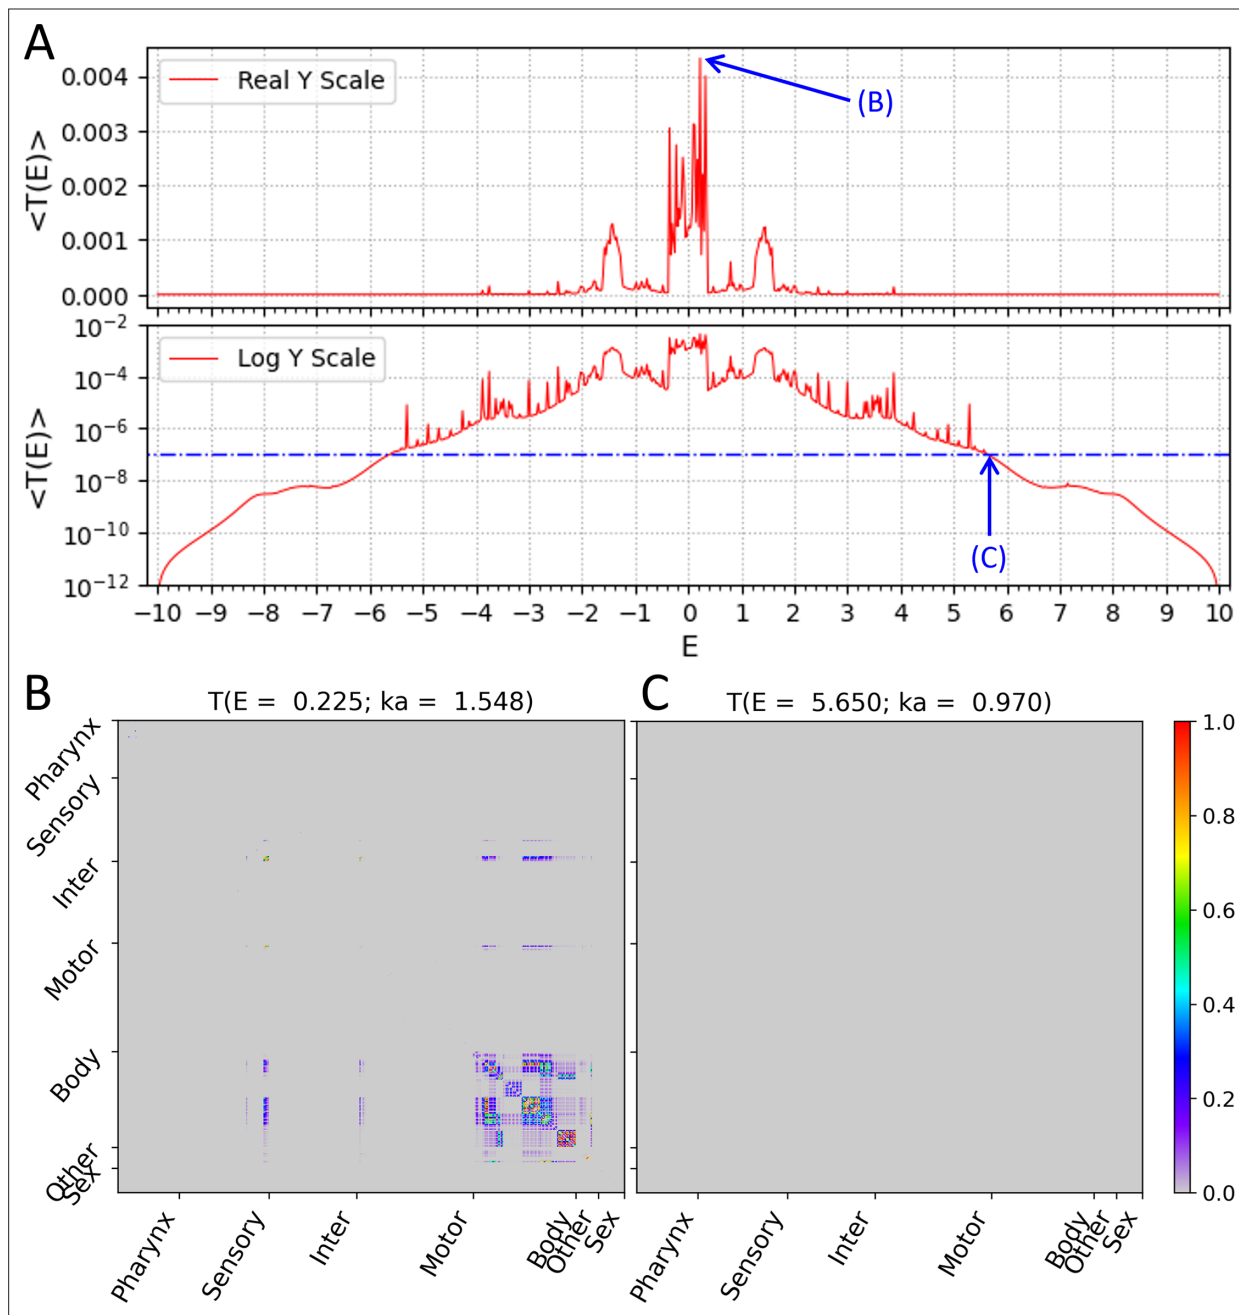 A
Real Y Scale
(B)
<T(E)>
0.004
0.003
0.002
0.001
0.000
Log Y Scale
<T(E)>
10⁻²
10⁻⁴
10⁻⁶
10⁻⁸
10⁻¹⁰
10⁻¹²
(C)
−10 −9 −8 −7 −6 −5 −4 −3 −2 −1 0 1 2 3 4 5 6 7 8 9 10
E
B
T(E = 0.225; ka = 1.548)
C
T(E = 5.650; ka = 0.970)
Pharynx
Sensory
Inter
Motor
Body
Other
Sex
1.0
0.8
0.6
0.4
0.2
0.0
Pharynx Sensory Inter Motor Body Other Sex
Pharynx Sensory Inter Motor Body Other Sex